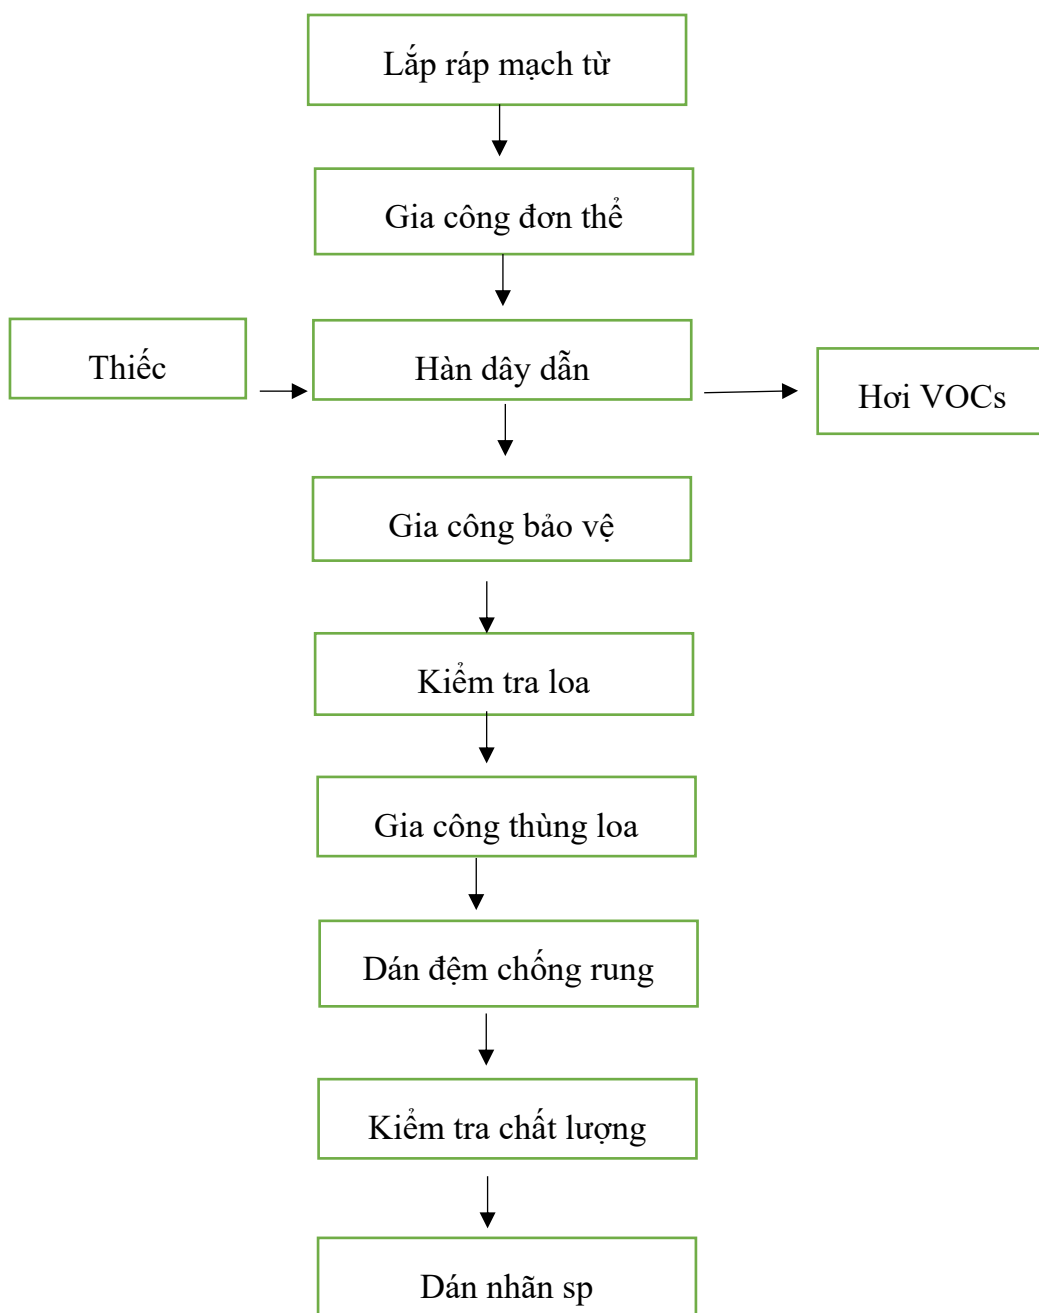 Lắp ráp mạch từ
Gia công đơn thể
Thiếc
Hàn dây dẫn
Hơi VOCs
Gia công bảo vệ
Kiểm tra loa
Gia công thùng loa
Dán đệm chống rung
Kiểm tra chất lượng
Dán nhãn sp